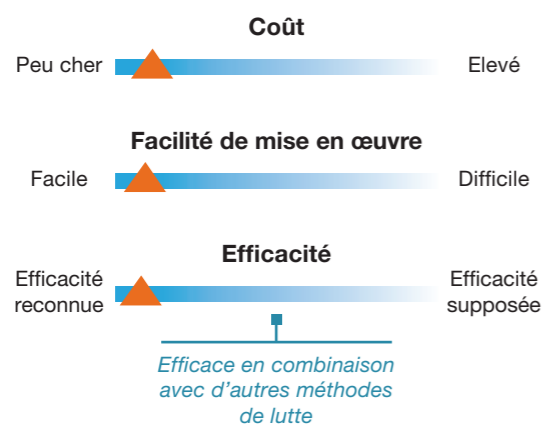 Coût
Peu cher
Elevé
Facilité de mise en œuvre
Facile
Difficile
Efficacité
Efficacité
reconnue
Efficacité
supposée
Efficace en combinaison
avec d'autres méthodes
de lutte